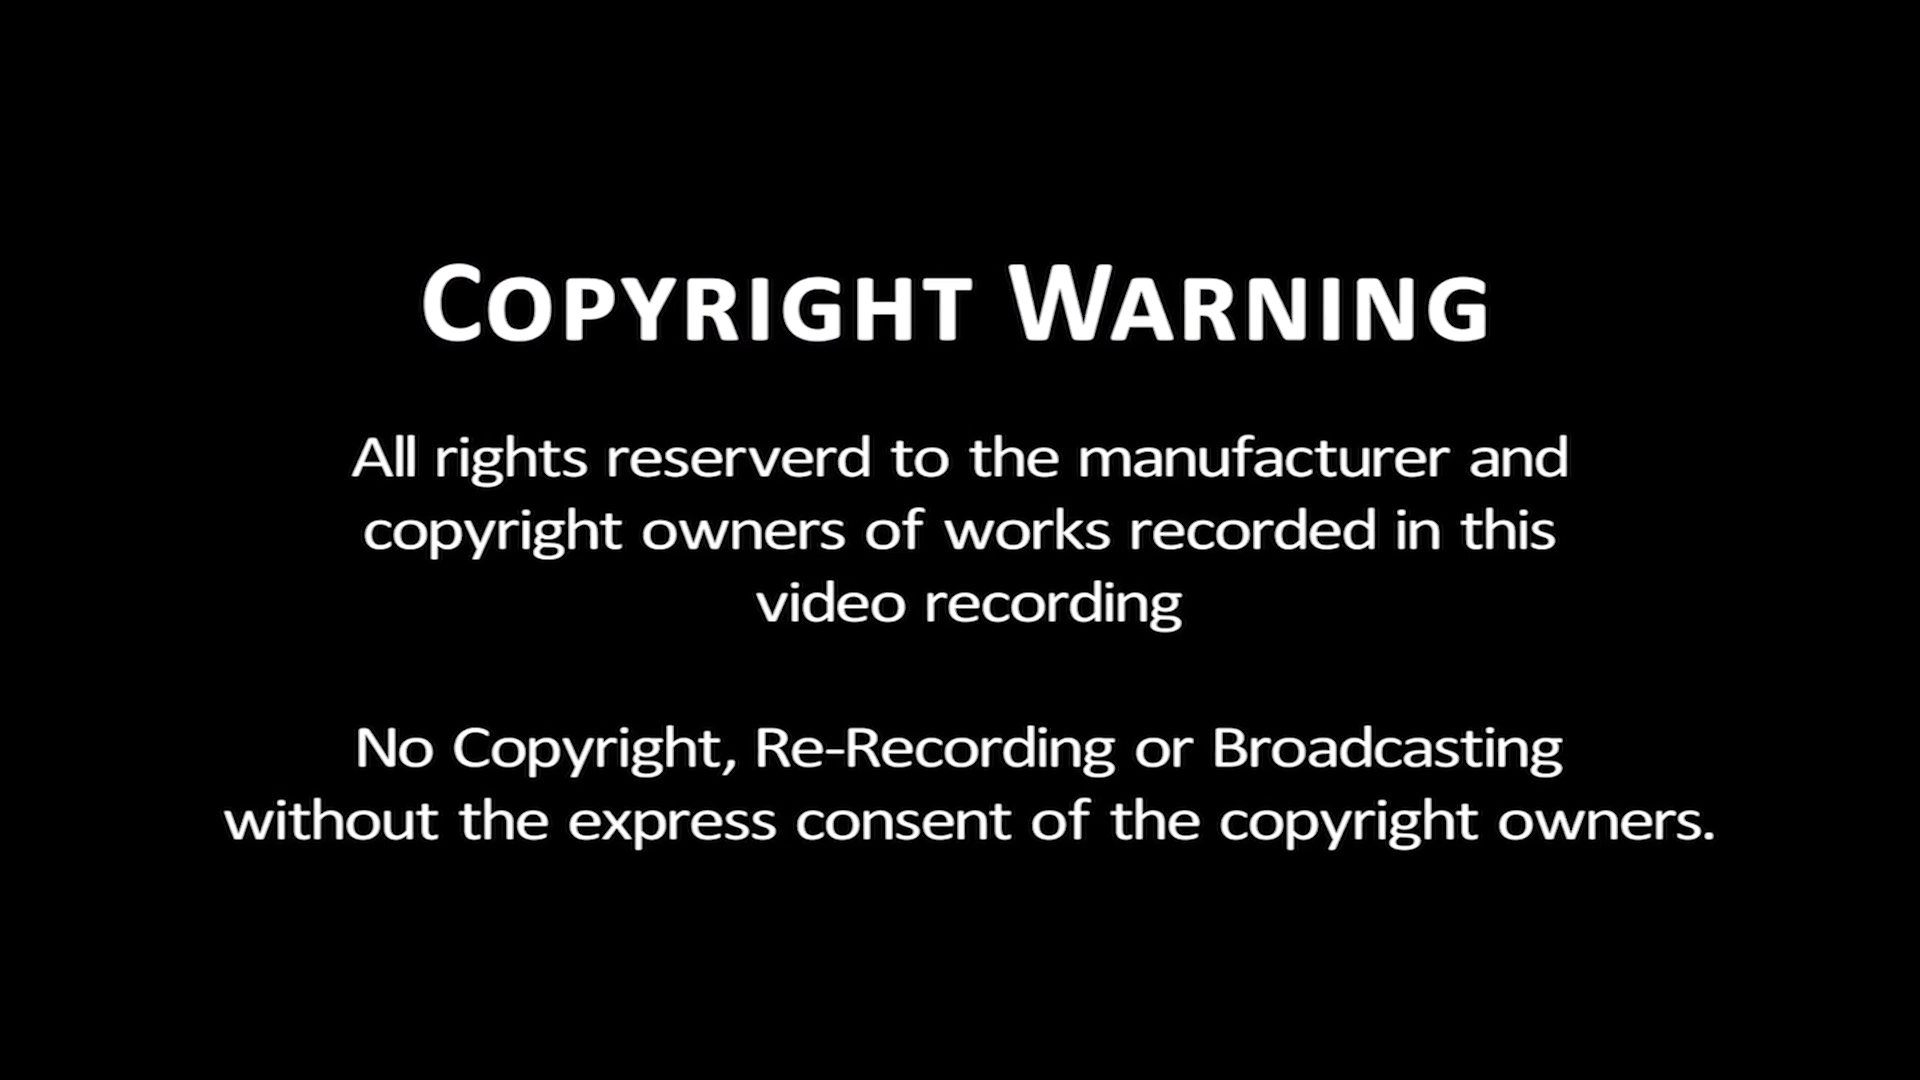 COPYRIGHT WARNING
All rights reserverd to the manufacturer and
copyright owners of works recorded in this
video recording
No Copyright, Re-Recording or Broadcasting
without the express consent of the copyright owners.